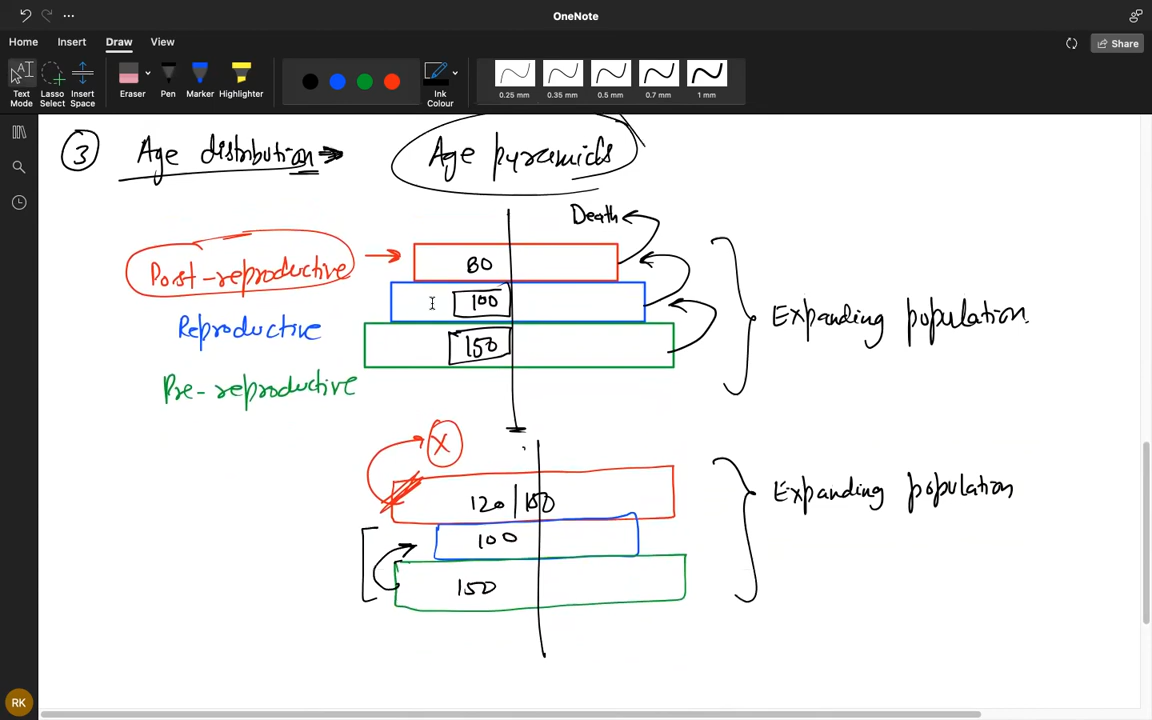 OneNote
Home Insert Draw View
Share
Text Mode
Lasso Select
Insert Space
Eraser
Pen
Marker
Highlighter
Ink Colour
0.25 mm
0.35 mm
0.5 mm
0.7 mm
1 mm
③ Age distribution → Age pyramids
Death
Post-reproductive → 80
Reproductive 100
Pre-reproductive 150
Expanding population
X
120/150
100
150
Expanding population
RK